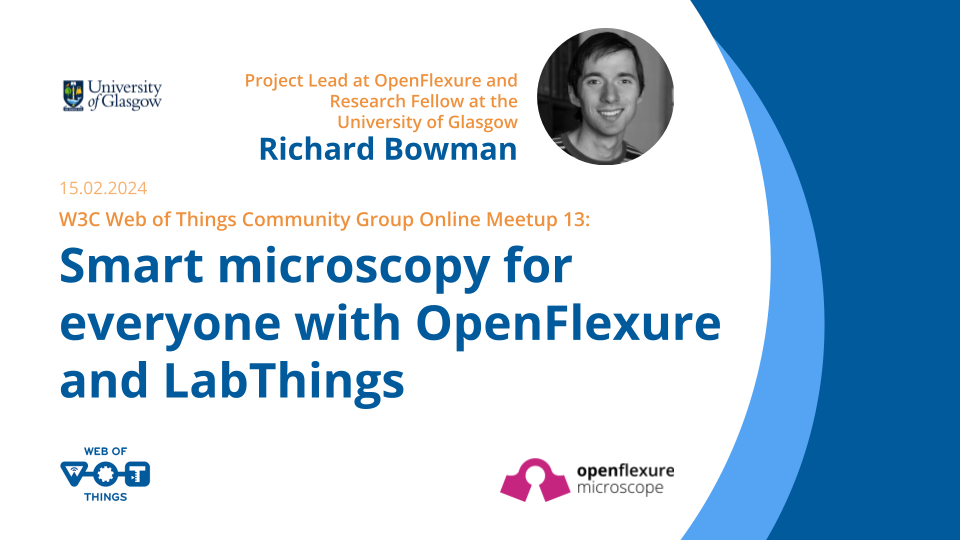 University
of Glasgow
Project Lead at OpenFlexure and
Research Fellow at the
University of Glasgow
Richard Bowman
15.02.2024
W3C Web of Things Community Group Online Meetup 13:
Smart microscopy for
everyone with OpenFlexure
and LabThings
WEB OF
W O T
THINGS
openflexure
microscope